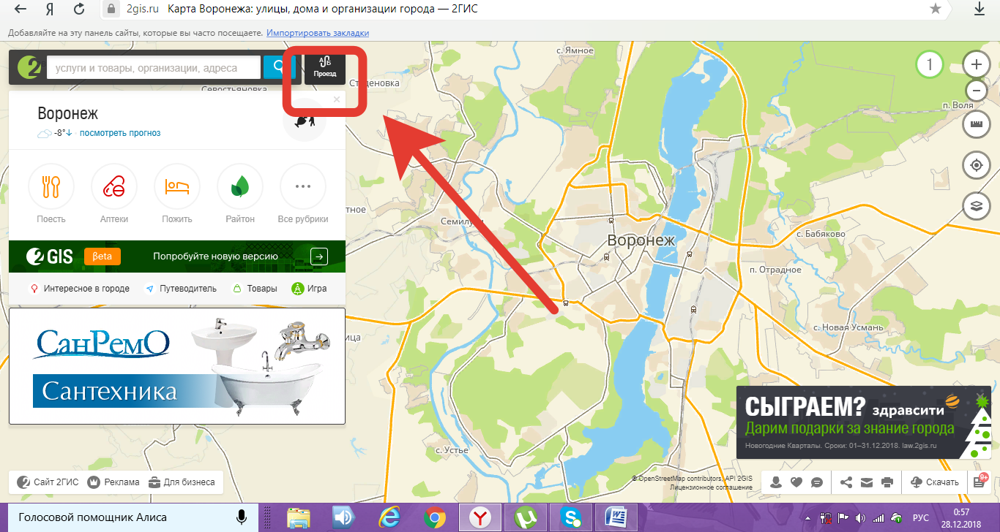 Я 2gis.ru Карта Воронежа: улицы, дома и организации города — 2ГИС
Добавляйте на эту панель сайты, которые вы часто посещаете. Импортировать закладки
2 услуги и товары, организации, адреса
А Б
Проезд
с. Ямное
1
Севостьяновка
п. Воля
Воронеж
-8°↓ · посмотреть прогноз
Поесть Аптеки Пожить Райтон Все рубрики
Семилуки
Воронеж
с. Бабяково
п. Отрадное
с. Новая Усмань
с. Устье
2 GIS βeta Попробуйте новую версию →
Интересное в городе Путеводитель Товары Игра
СанРемО
Сантехника
СЫГРАЕМ? здравсити
Дарим подарки за знание города
Новогодние Кварталы. Сроки: 01–31.12.2018. law.2gis.ru
© OpenStreetMap contributors, API 2GIS
Лицензионное соглашение
Сайт 2ГИС Реклама Для бизнеса
Скачать 9+
Голосовой помощник Алиса
РУС
0:57
28.12.2018